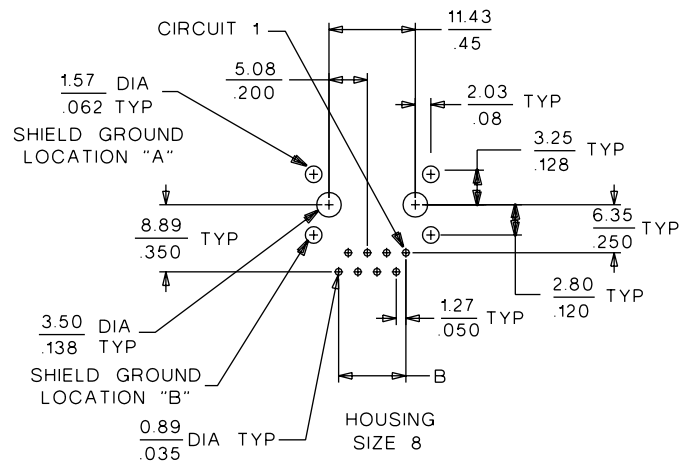 CIRCUIT 1
11.43
.45
5.08
.200
1.57 DIA
.062 TYP
SHIELD GROUND
LOCATION "A"
2.03 TYP
.08
3.25 TYP
.128
8.89 TYP
.350
6.35 TYP
.250
2.80 TYP
.120
1.27 TYP
.050
3.50 DIA
.138 TYP
SHIELD GROUND
LOCATION "B"
B
0.89 DIA TYP
.035
HOUSING
SIZE 8